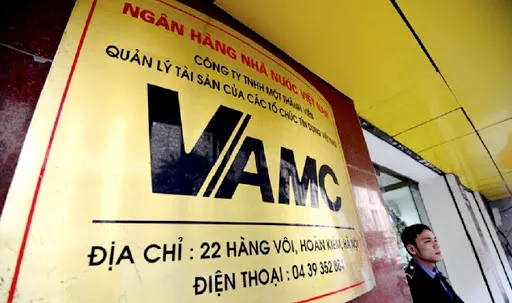 NGÂN HÀNG NHÀ NƯỚC VIỆT NAM
CÔNG TY TNHH MỘT THÀNH VIÊN
QUẢN LÝ TÀI SẢN CỦA CÁC TỔ CHỨC TÍN DỤNG VIỆT NAM
VAMC
ĐỊA CHỈ : 22 HÀNG VÔI, HOÀN KIẾM, HÀ NỘI
ĐIỆN THOẠI : 04 39 352